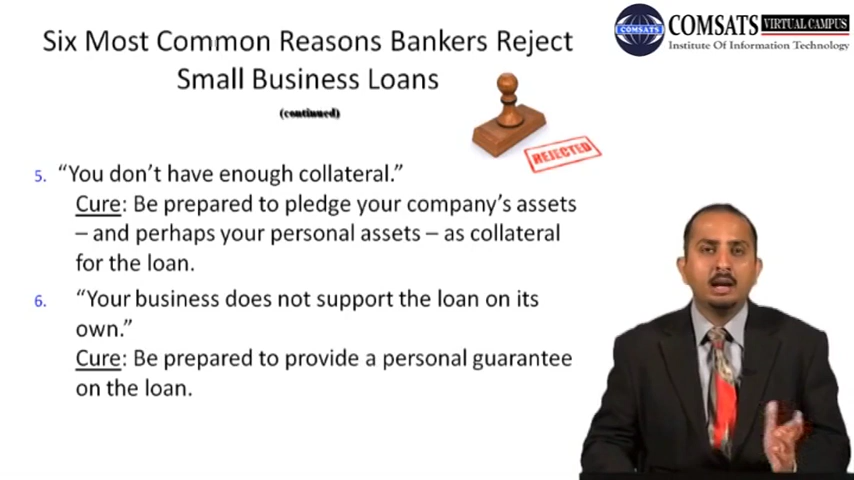 Six Most Common Reasons Bankers Reject
Small Business Loans
(continued)
COMSATS
COMSATS VIRTUAL CAMPUS
Institute Of Information Technology
REJECTED
5. “You don’t have enough collateral.”
Cure: Be prepared to pledge your company’s assets
– and perhaps your personal assets – as collateral
for the loan.
6. “Your business does not support the loan on its
own.”
Cure: Be prepared to provide a personal guarantee
on the loan.